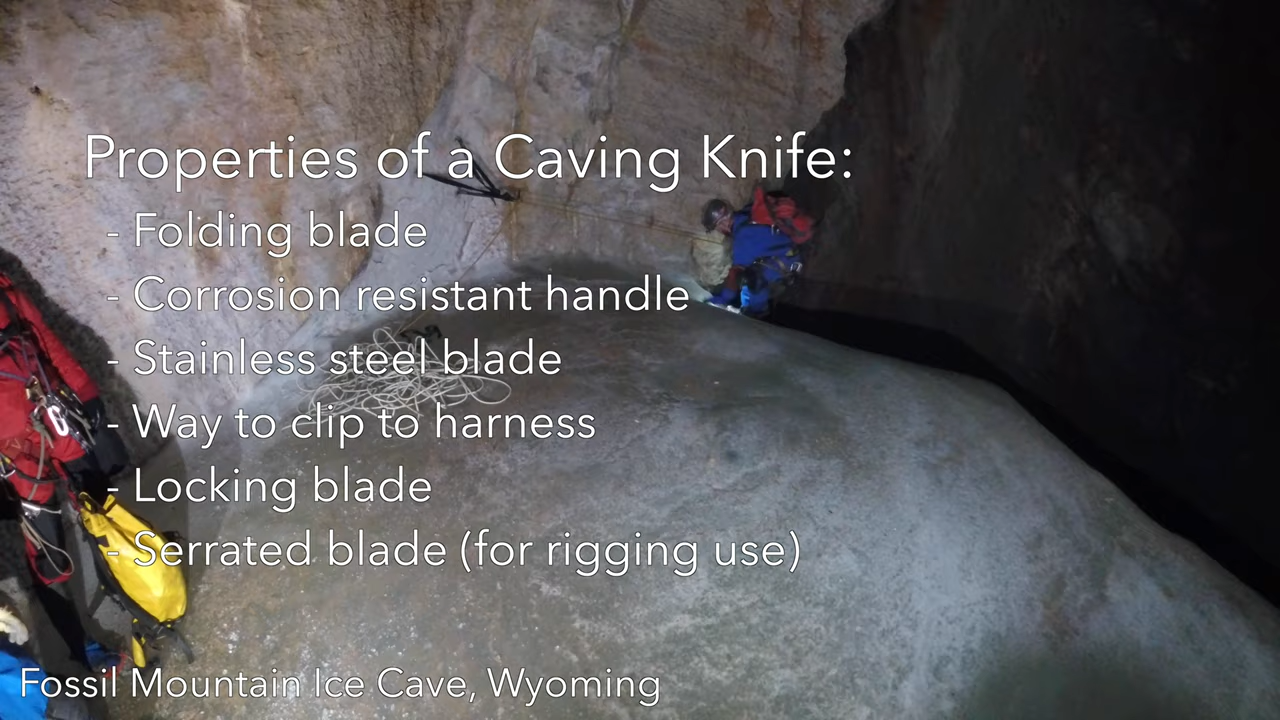 Properties of a Caving Knife:
- Folding blade
- Corrosion resistant handle
- Stainless steel blade
- Way to clip to harness
- Locking blade
- Serrated blade (for rigging use)
Fossil Mountain Ice Cave, Wyoming